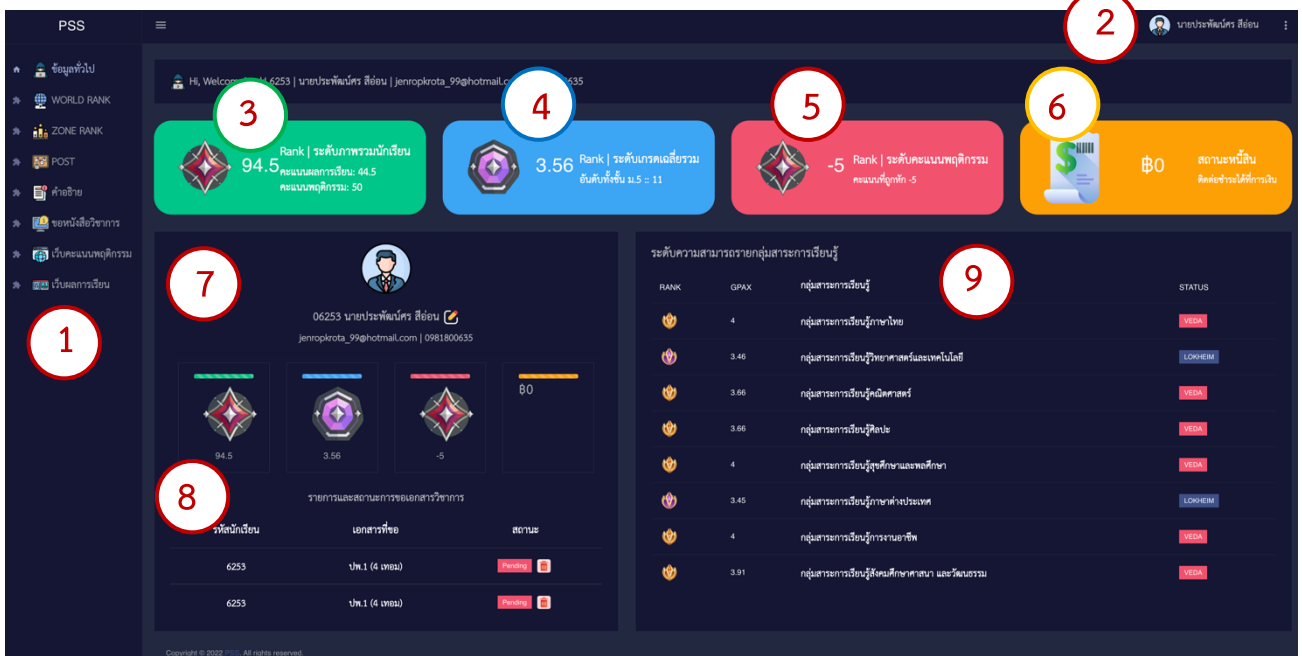 PSS
2
นายประพัฒน์ศร สีอ่อน
ข้อมูลทั่วไป
WORLD RANK
ZONE RANK
POST
คำอธิบาย
ขอหนังสือวิชาการ
เว็บคะแนนพฤติกรรม
เว็บผลการเรียน
1
Hi, Welcom 6253 | นายประพัฒน์ศร สีอ่อน | jenropkrota_99@hotmail.c 635
3
94.5 Rank | ระดับภาพรวมนักเรียน
คะแนนผลการเรียน: 44.5
คะแนนพฤติกรรม: 50
4
3.56 Rank | ระดับเกรดเฉลี่ยรวม
อันดับทั้งชั้น ม.5 :: 11
5
-5 Rank | ระดับคะแนนพฤติกรรม
คะแนนที่ถูกหัก -5
6
฿0 สถานะหนี้สิน
ติดต่อชำระได้ที่การเงิน
7
06253 นายประพัฒน์ศร สีอ่อน
jenropkrota_99@hotmail.com | 0981800635
฿0
94.5 3.56 -5
8
รายการและสถานะการขอเอกสารวิชาการ
รหัสนักเรียน เอกสารที่ขอ สถานะ
6253 ปพ.1 (4 เทอม) Pending
6253 ปพ.1 (4 เทอม) Pending
ระดับความสามารถรายกลุ่มสาระการเรียนรู้
9
RANK GPAX กลุ่มสาระการเรียนรู้ STATUS
4 กลุ่มสาระการเรียนรู้ภาษาไทย VEDA
3.46 กลุ่มสาระการเรียนรู้วิทยาศาสตร์และเทคโนโลยี LOKHEIM
3.66 กลุ่มสาระการเรียนรู้คณิตศาสตร์ VEDA
3.66 กลุ่มสาระการเรียนรู้ศิลปะ VEDA
4 กลุ่มสาระการเรียนรู้สุขศึกษาและพลศึกษา VEDA
3.45 กลุ่มสาระการเรียนรู้ภาษาต่างประเทศ LOKHEIM
4 กลุ่มสาระการเรียนรู้การงานอาชีพ VEDA
3.91 กลุ่มสาระการเรียนรู้สังคมศึกษาศาสนา และวัฒนธรรม VEDA
Copyright © 2022 PSS. All rights reserved.